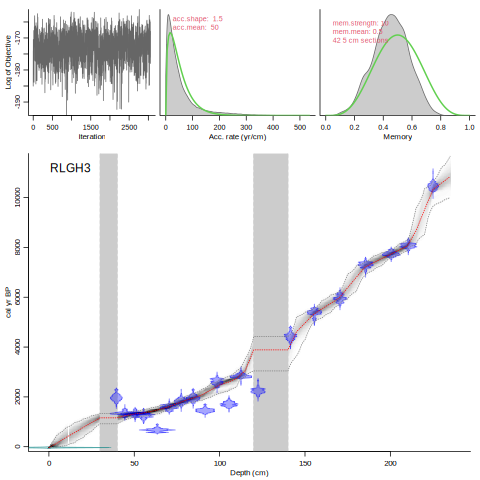 Log of Objective
-170
-180
-190
0 500 1500 2500
Iteration
acc.shape: 1.5
acc.mean: 50
0 100 200 300 400 500
Acc. rate (yr/cm)
mem.strength: 10
mem.mean: 0.5
42 5 cm sections
0.0 0.2 0.4 0.6 0.8 1.0
Memory
RLGH3
cal yr BP
10000
8000
6000
4000
2000
0
0 50 100 150 200
Depth (cm)